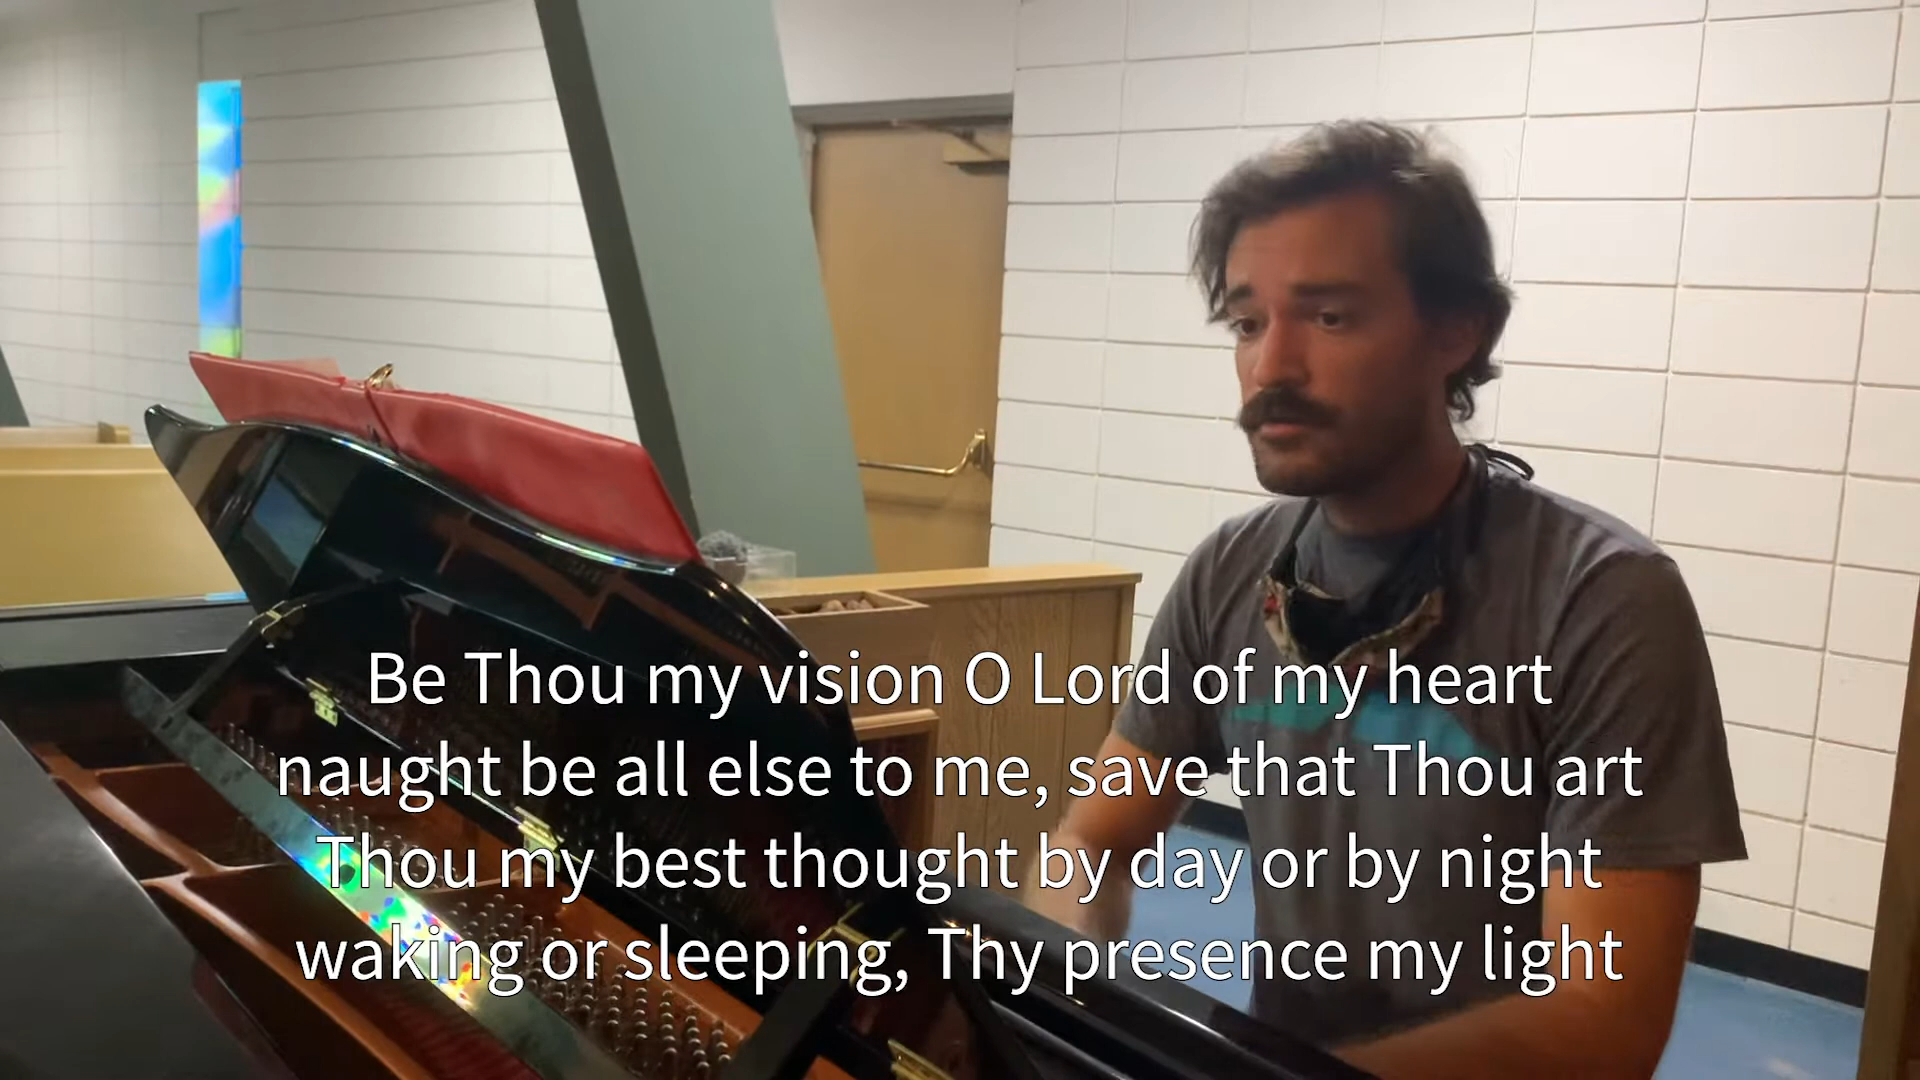 Be Thou my vision O Lord of my heart
naught be all else to me, save that Thou art
Thou my best thought by day or by night
waking or sleeping, Thy presence my light